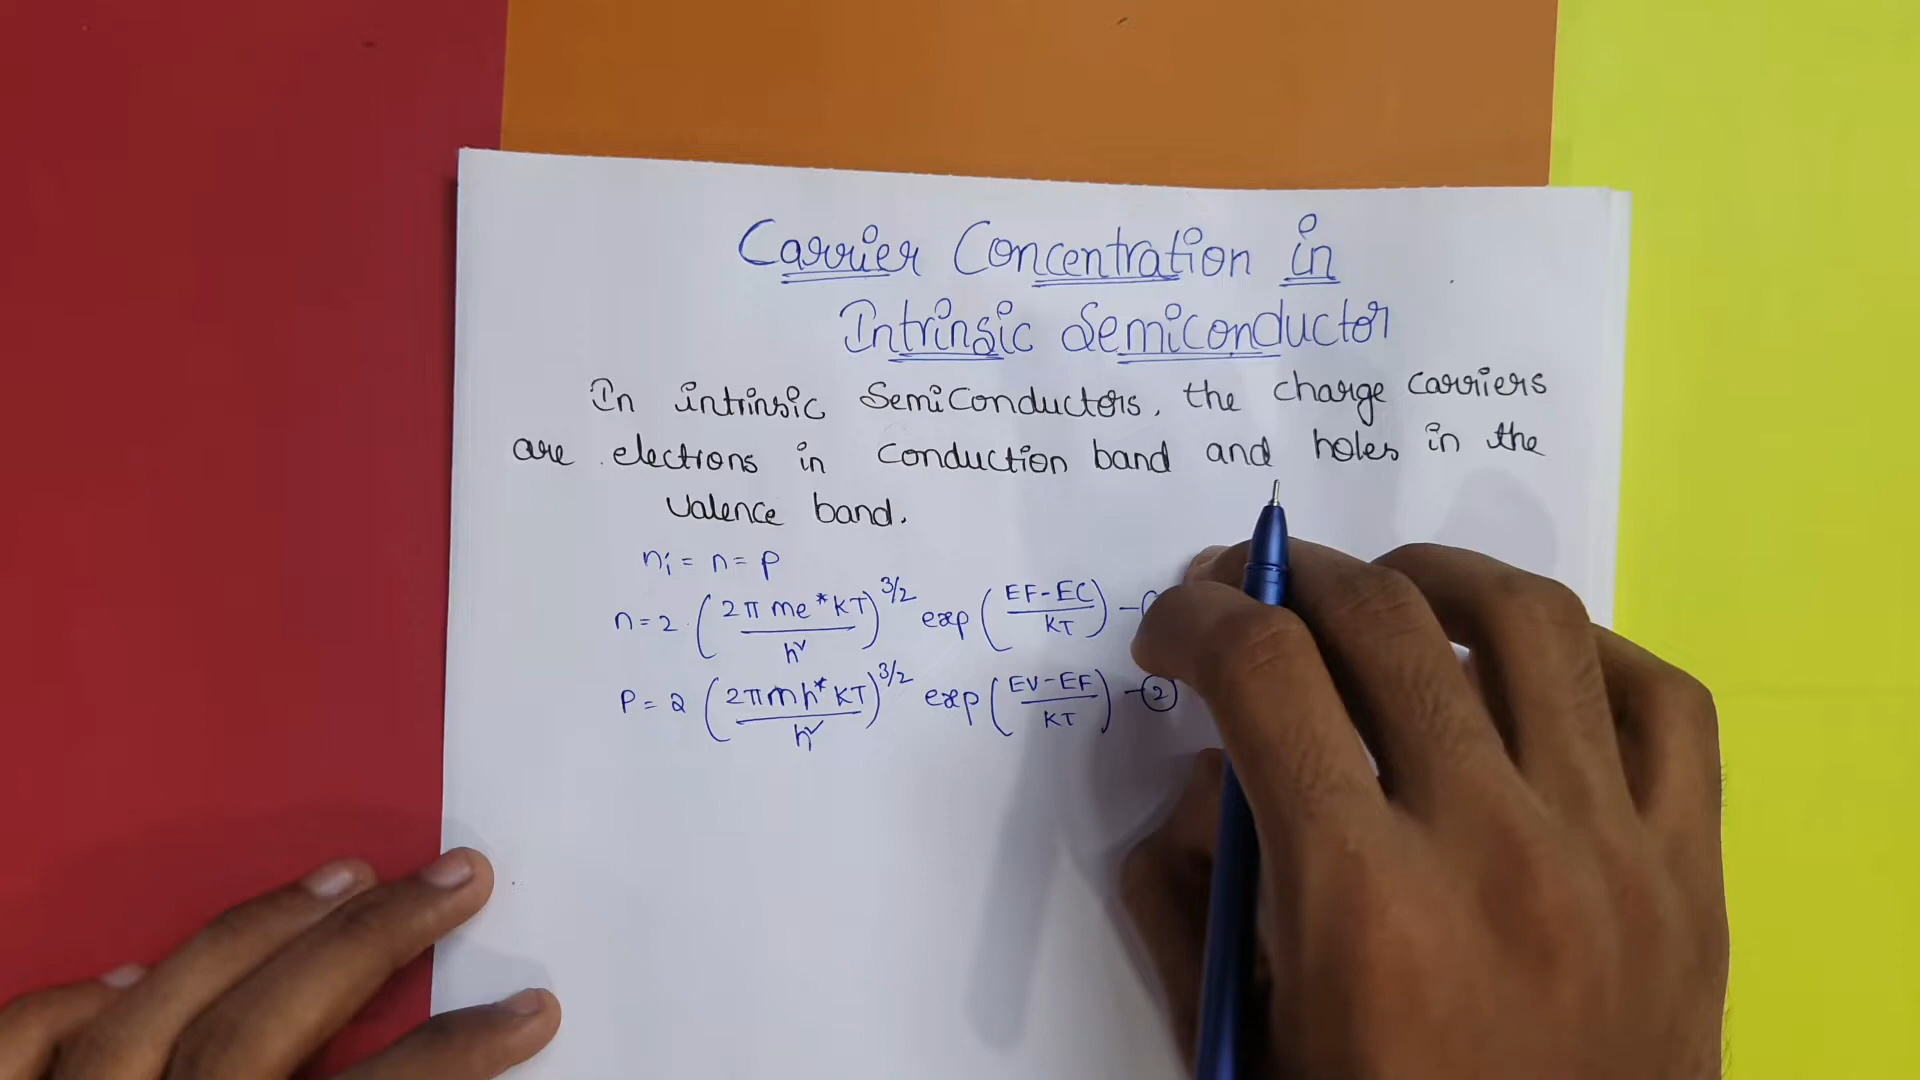 Carrier Concentration in
Intrinsic Semiconductor
In intrinsic Semiconductors, the charge carriers
are electrons in conduction band and holes in the
valence band.
ni = n = p
n = 2 (2π me* KT / h²)^3/2 exp (EF - EC / KT) -
P = 2 (2π mh* KT / h²)^3/2 exp (EV - EF / KT) - ②